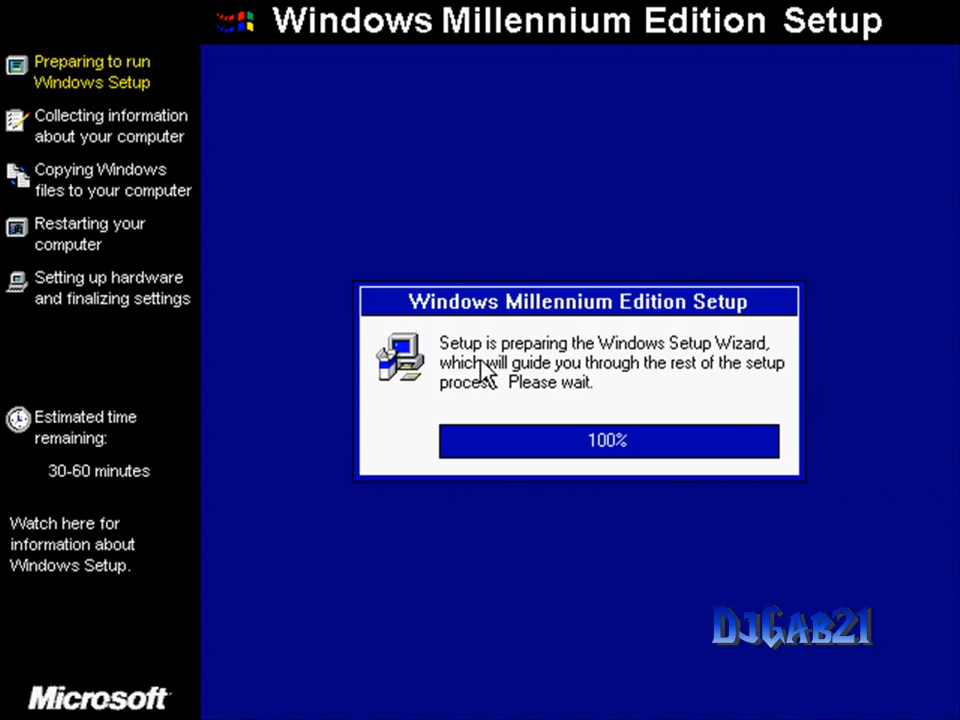 Windows Millennium Edition Setup
Preparing to run
Windows Setup
Collecting information
about your computer
Copying Windows
files to your computer
Restarting your
computer
Setting up hardware
and finalizing settings
Estimated time
remaining:
30-60 minutes
Watch here for
information about
Windows Setup.
Microsoft
Windows Millennium Edition Setup
Setup is preparing the Windows Setup Wizard,
which will guide you through the rest of the setup
process. Please wait.
100%
DJGAB21